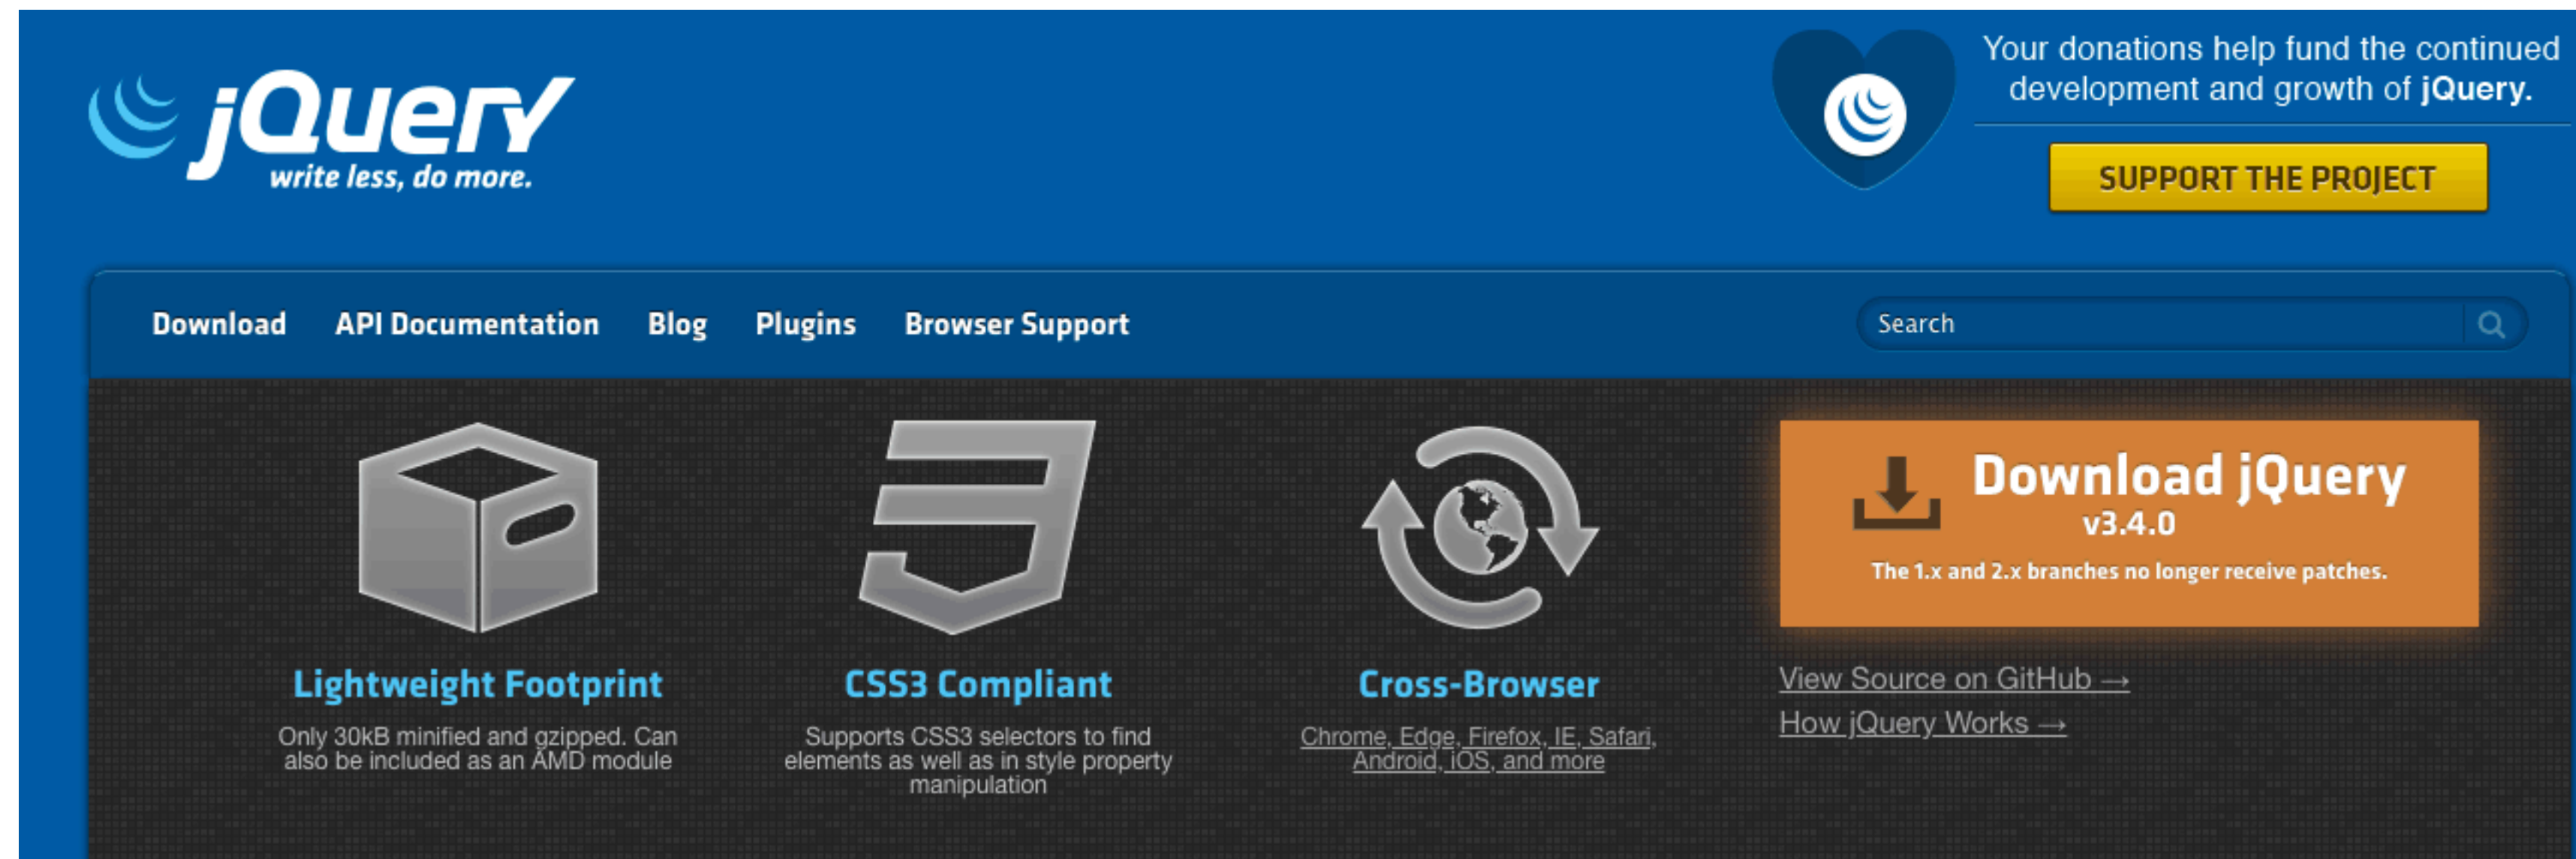 jQuery
write less, do more.
Your donations help fund the continued
development and growth of jQuery.
SUPPORT THE PROJECT
Download API Documentation Blog Plugins Browser Support
Search
Lightweight Footprint
Only 30kB minified and gzipped. Can
also be included as an AMD module
CSS3 Compliant
Supports CSS3 selectors to find
elements as well as in style property
manipulation
Cross-Browser
Chrome, Edge, Firefox, IE, Safari,
Android, iOS, and more
Download jQuery
v3.4.0
The 1.x and 2.x branches no longer receive patches.
View Source on GitHub →
How jQuery Works →